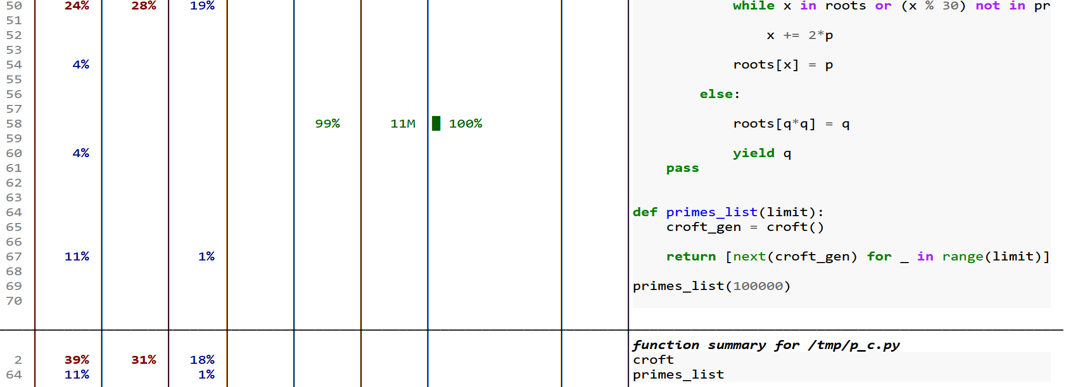 50 24% 28% 19% while x in roots or (x % 30) not in pr
51
52 x += 2*p
53
54 4% roots[x] = p
55
56 else:
57
58 99% 11M 100% roots[q*q] = q
59
60 4% yield q
61 pass
62
63
64 def primes_list(limit):
65 croft_gen = croft()
66
67 11% 1% return [next(croft_gen) for _ in range(limit)]
68
69 primes_list(100000)
70
function summary for /tmp/p_c.py
2 39% 31% 18% croft
64 11% 1% primes_list